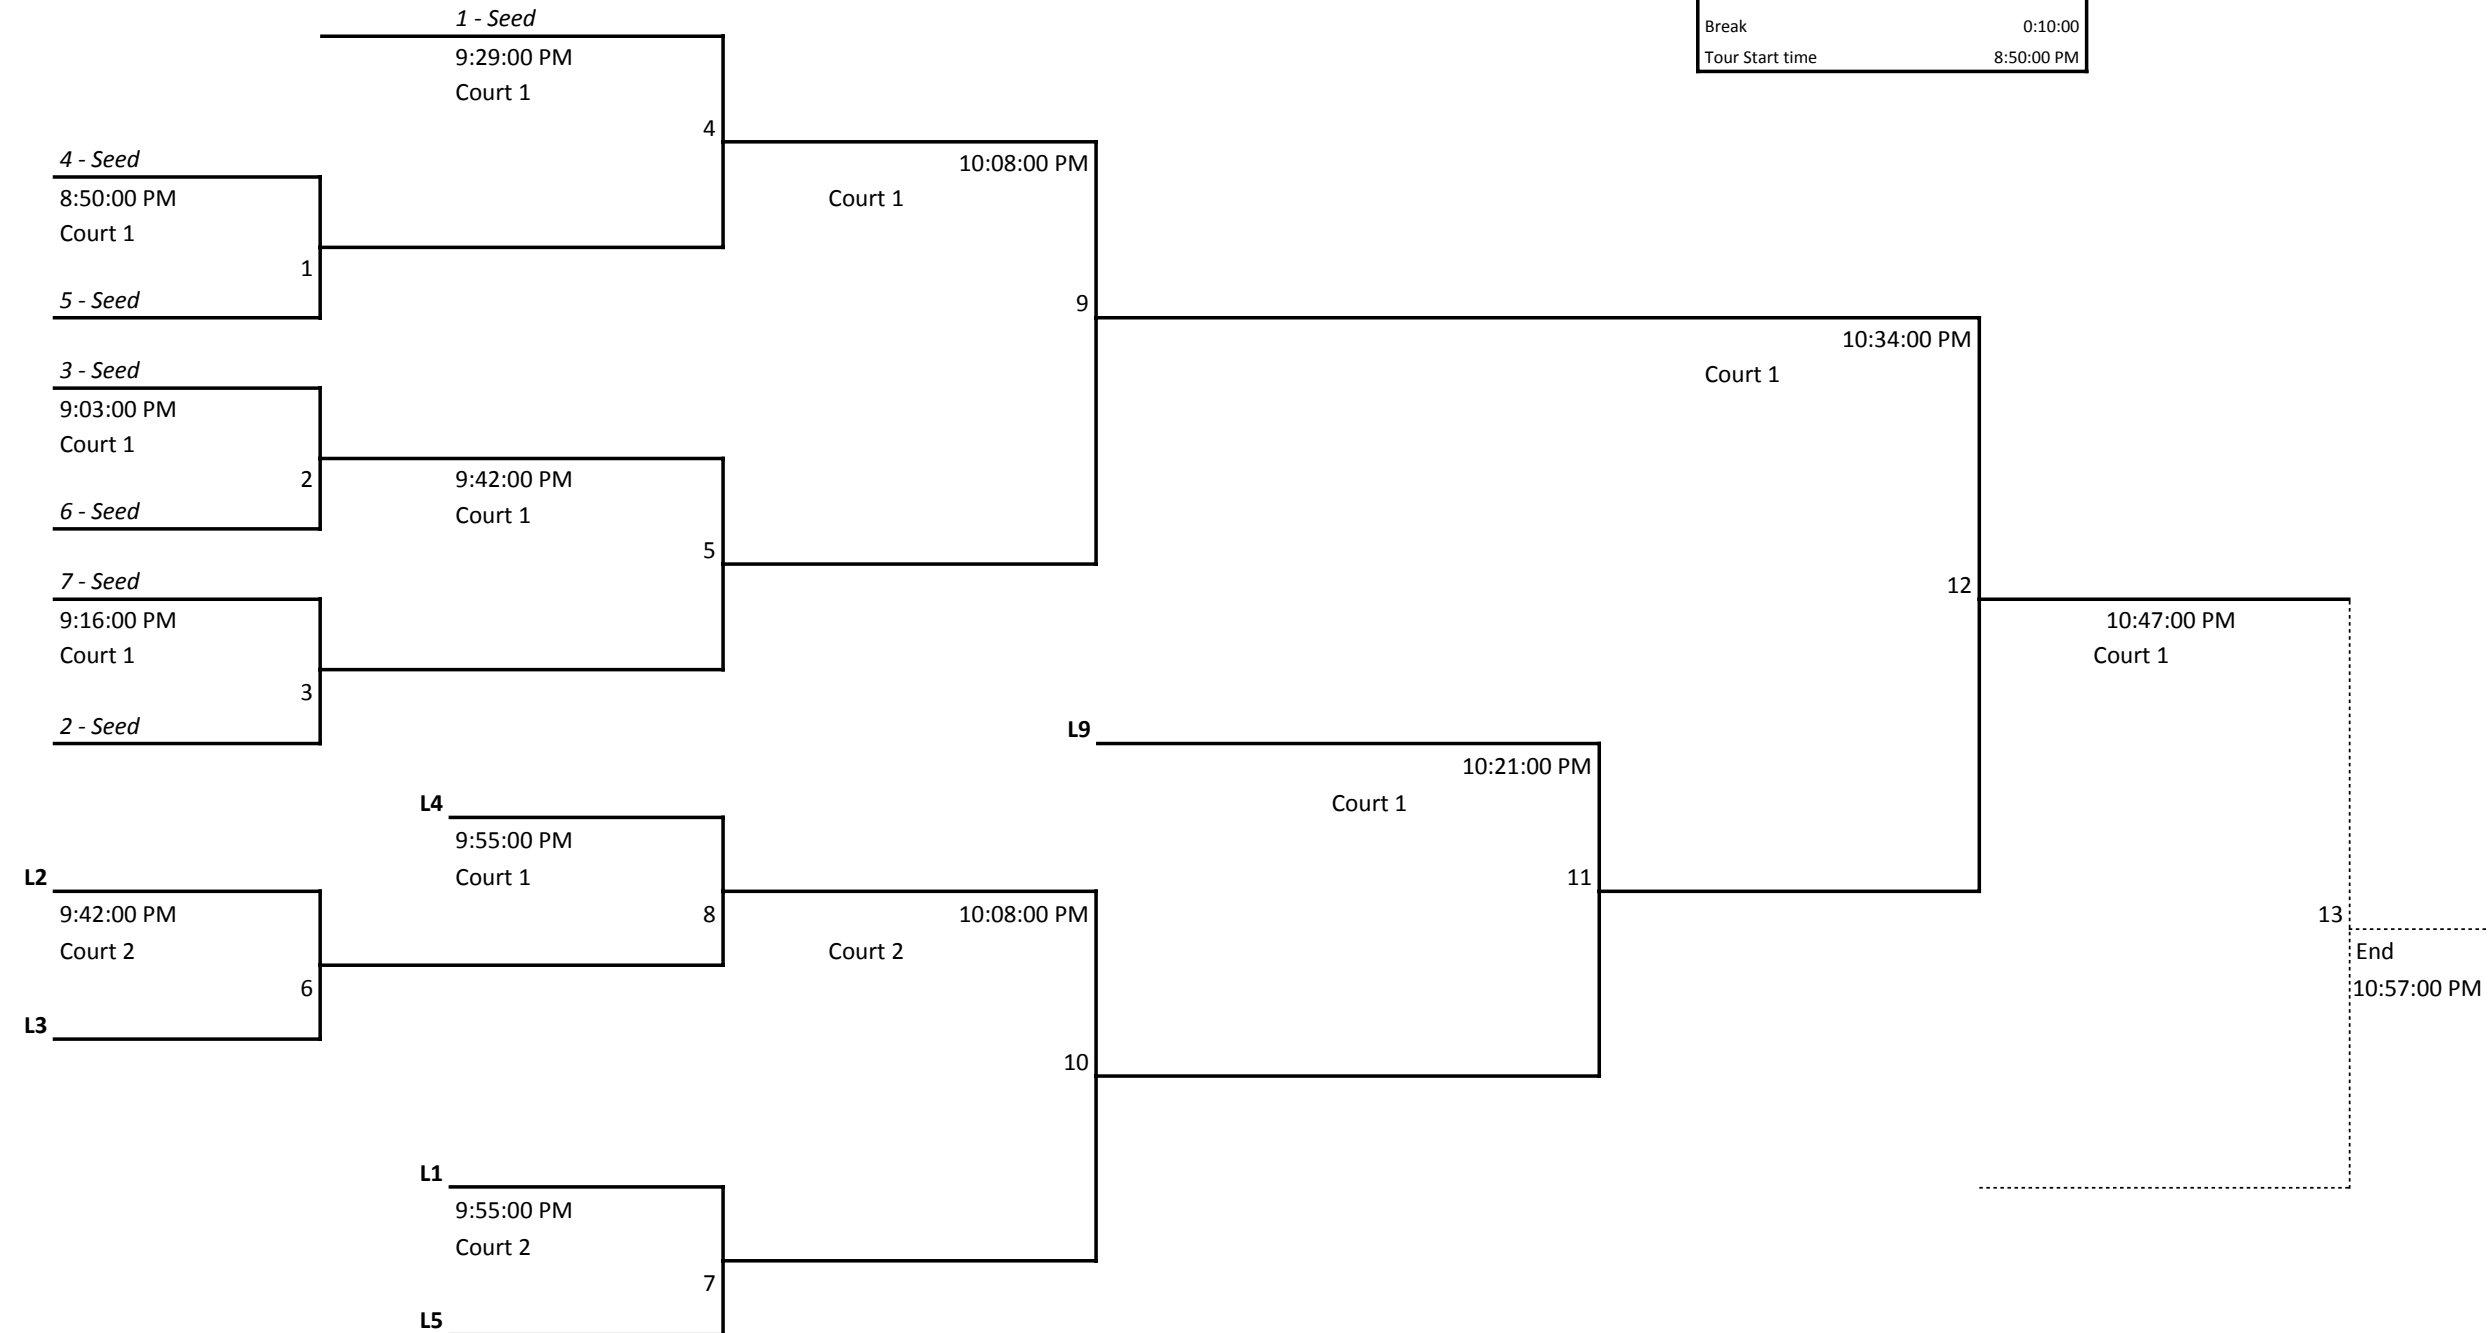 1 - Seed
Break 0:10:00
9:29:00 PM
Tour Start time 8:50:00 PM
Court 1
4
4 - Seed
10:08:00 PM
8:50:00 PM
Court 1
Court 1
1
5 - Seed
9
10:34:00 PM
3 - Seed
Court 1
9:03:00 PM
Court 1
2
9:42:00 PM
6 - Seed
Court 1
5
7 - Seed
12
9:16:00 PM
10:47:00 PM
Court 1
Court 1
3
2 - Seed
L9
10:21:00 PM
L4
Court 1
9:55:00 PM
L2
Court 1
11
9:42:00 PM
8
10:08:00 PM
13
Court 2
Court 2
End
6
10:57:00 PM
L3
10
L1
9:55:00 PM
Court 2
7
L5